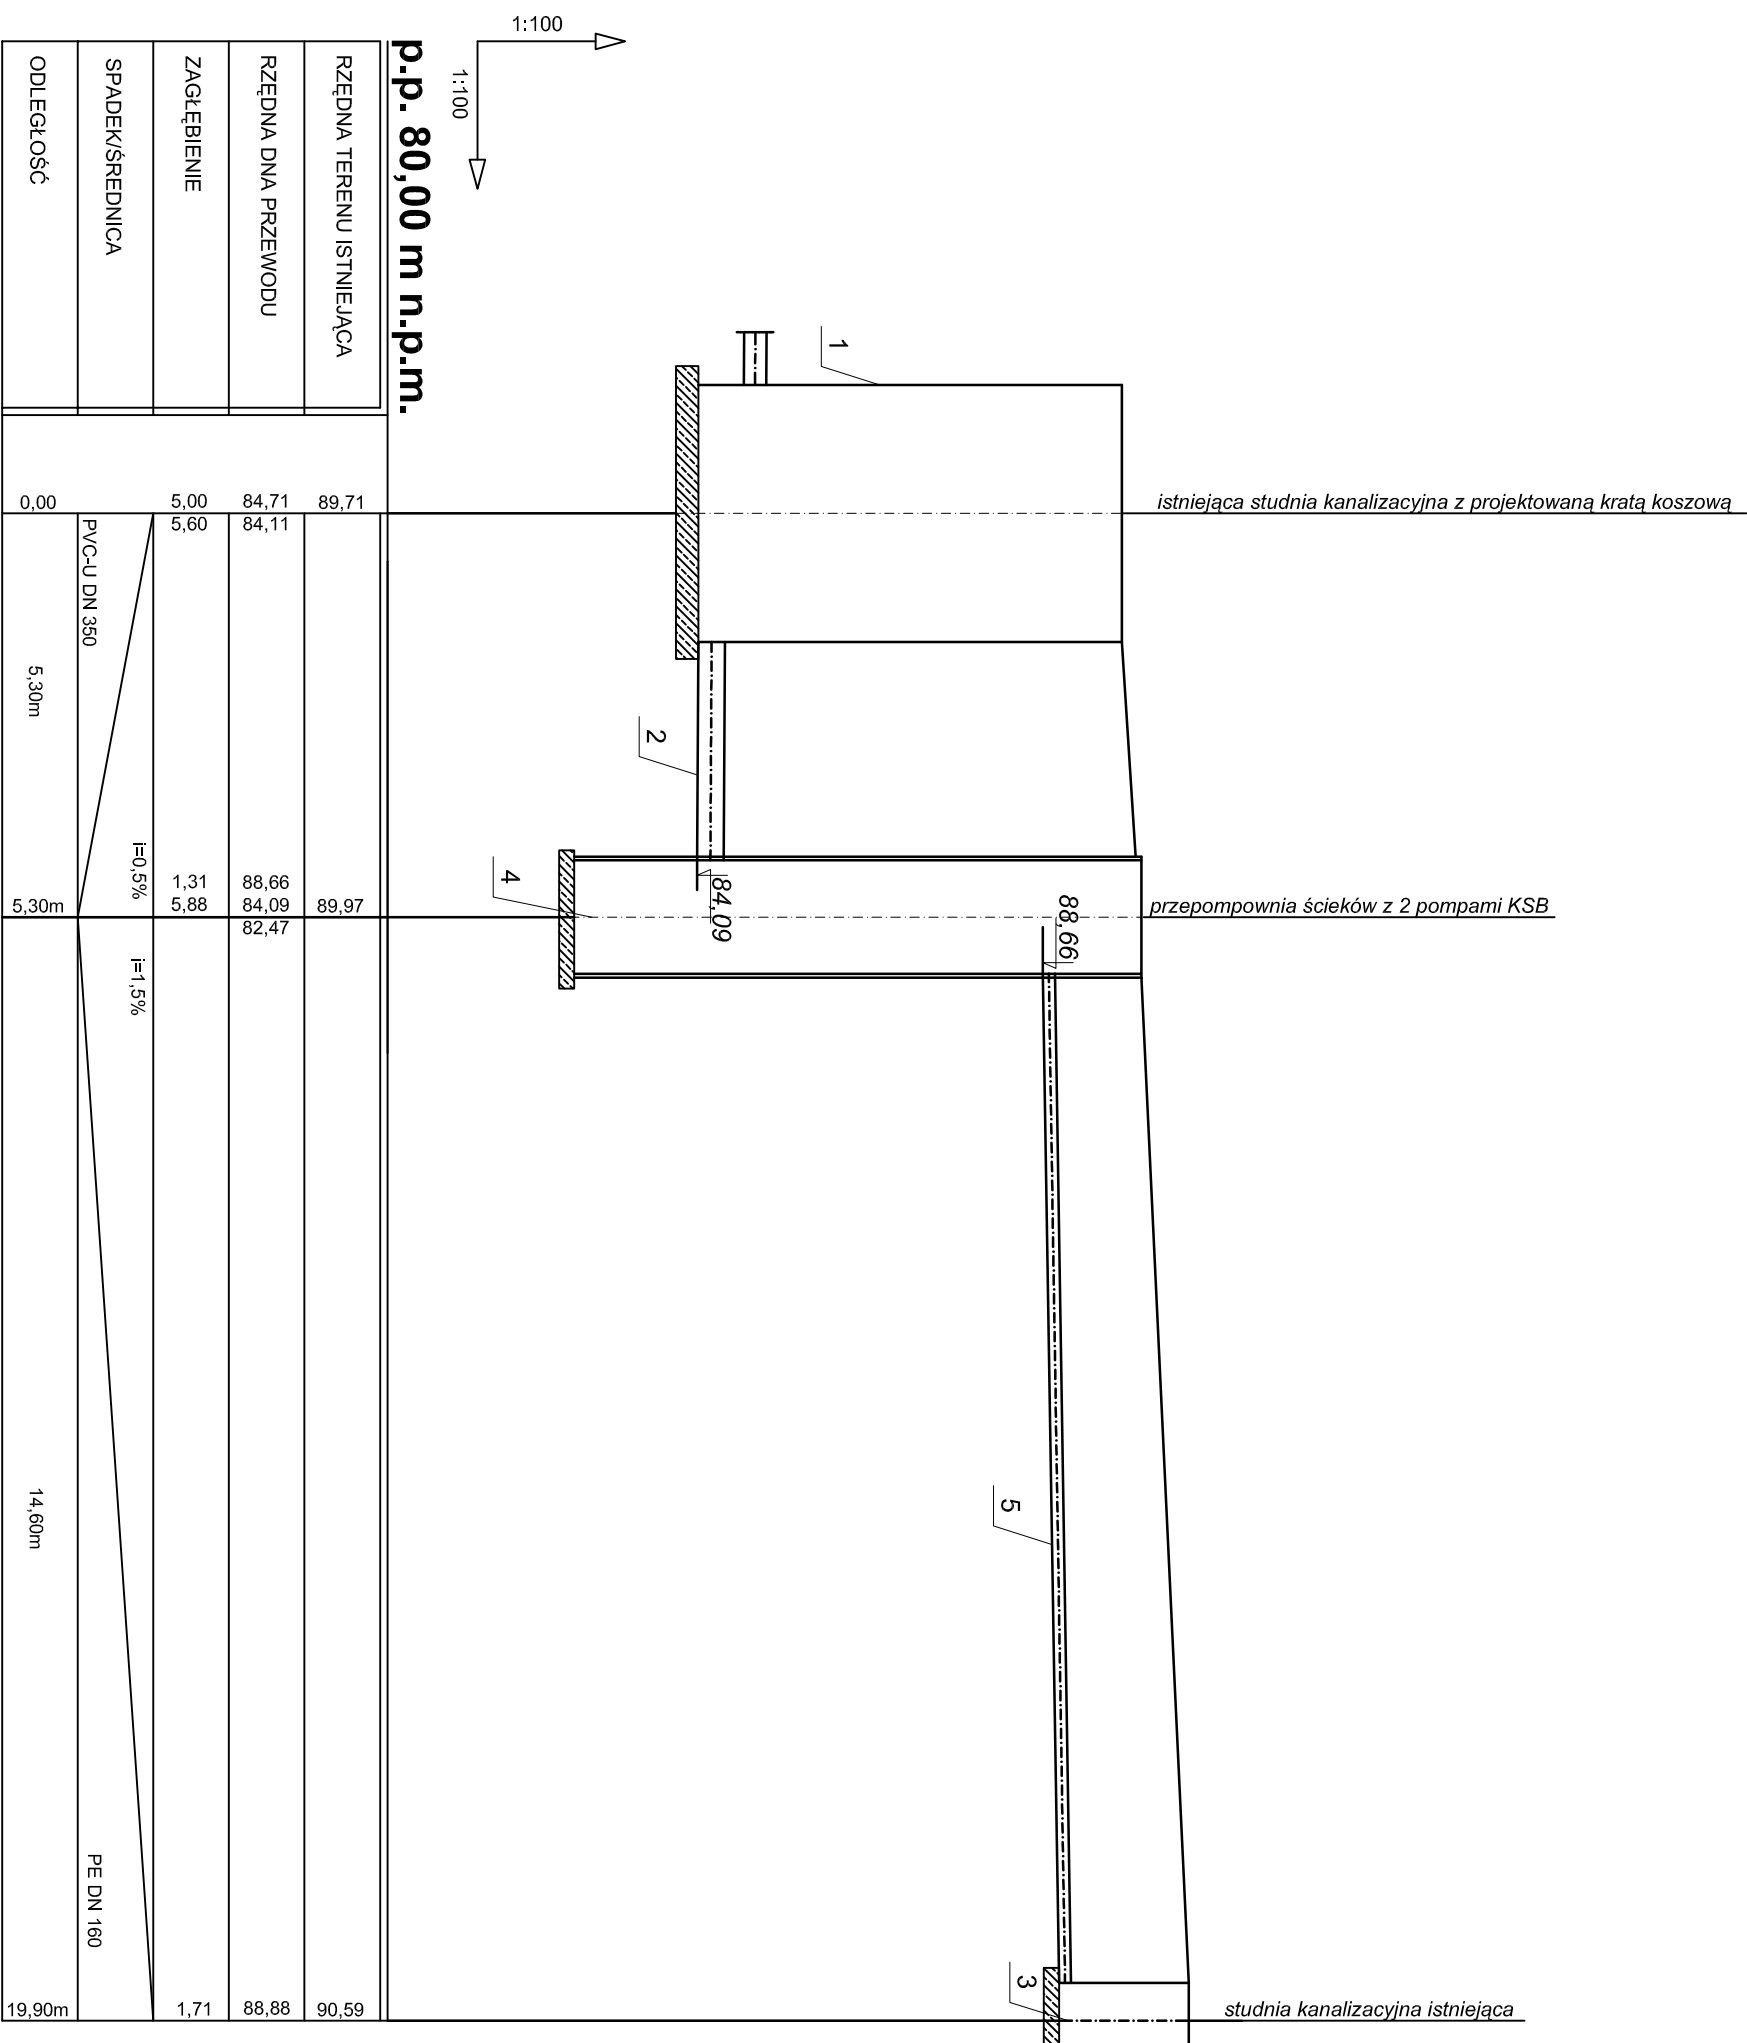 1:100
1:100
p.p. 80,00 m n.p.m.
istniejąca studnia kanalizacyjna z projektowaną kratą koszową
przepompownia ścieków z 2 pompami KSB
studnia kanalizacyjna istniejąca
1
2
4
84,09
88,66
5
3
RZĘDNA TERENU ISTNIEJĄCA
89,71
89,97
90,59
RZĘDNA DNA PRZEWODU
84,71
84,11
88,66
84,09
82,47
88,88
ZAGŁĘBIENIE
5,00
5,60
1,31
5,88
1,71
SPADEK/ŚREDNICA
PVC-U DN 350
i=0,5%
i=1,5%
PE DN 160
ODLEGŁOŚĆ
0,00
5,30m
5,30m
14,60m
19,90m